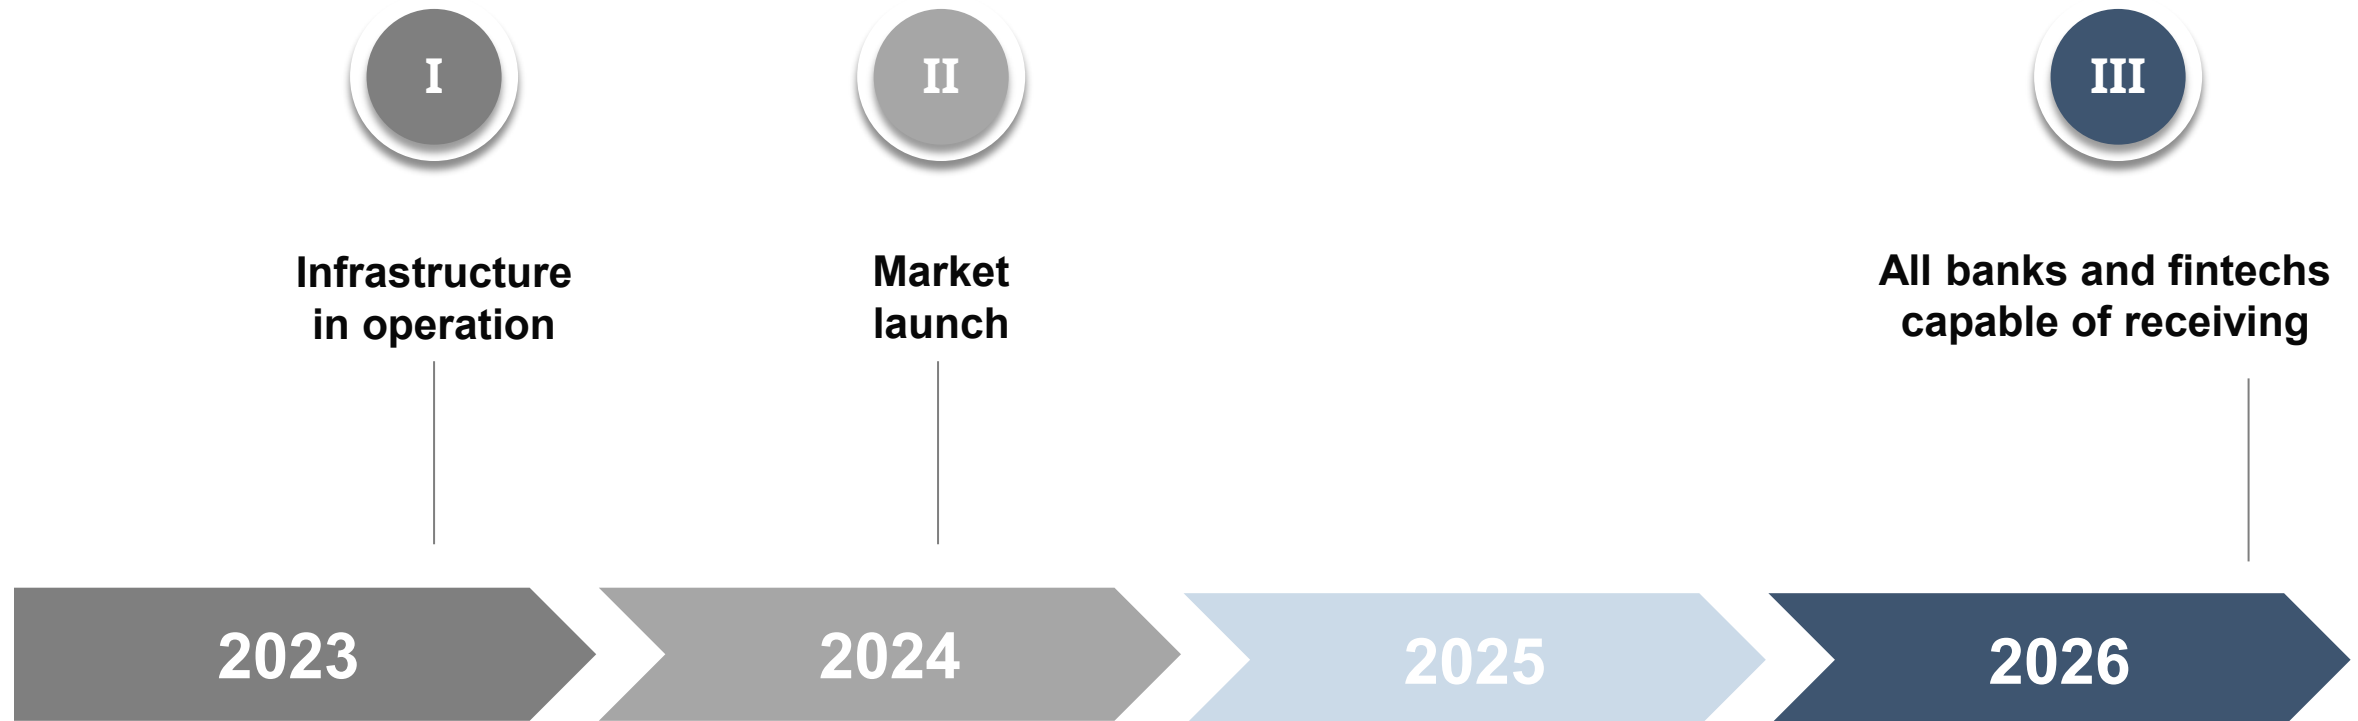 I
II
III
Infrastructure
in operation
Market
launch
All banks and fintechs
capable of receiving
2023
2024
2025
2026